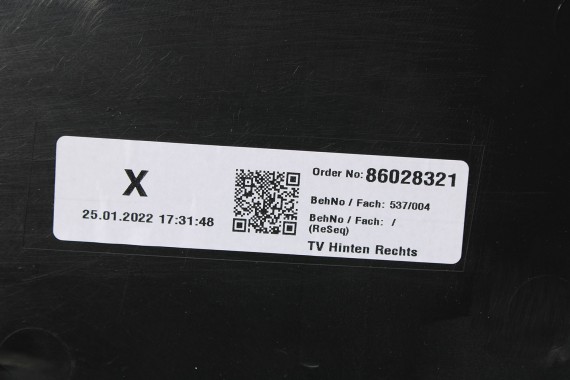 X
25.01.2022 17:31:48
Order No: 86028321
BehNo / Fach: 537/004
BehNo / Fach: /
(ReSeq)
TV Hinten Rechts